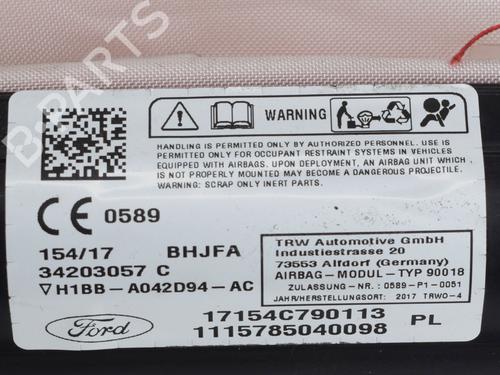 B-PARTS
WARNING
HANDLING IS PERMITTED ONLY BY AUTHORIZED PERSONNEL. USE
IS PERMITTED ONLY FOR OCCUPANT RESTRAINT SYSTEMS IN VEHICLES
EQUIPPED WITH AIRBAGS. UPON DEPLOYMENT, AN AIRBAG UNIT WHICH
IS NOT PROPERLY MOUNTED MAY BECOME A DANGEROUS PROJECTILE.
WARNING: SCRAP ONLY INERT PARTS.
CE 0589
154/17 BHJFA
34203057 C
▽H1BB-A042D94-AC
TRW Automotive GmbH
Industiestrasse 20
73553 Alfdorf (Germany)
AIRBAG-MODUL-TYP 90018
ZULASSUNG-NR.: 0589-P1-0051
JAHR/HERSTELLUNGSORT: 2017 TRWO-4
Ford
17154C790113
1115785040098 PL